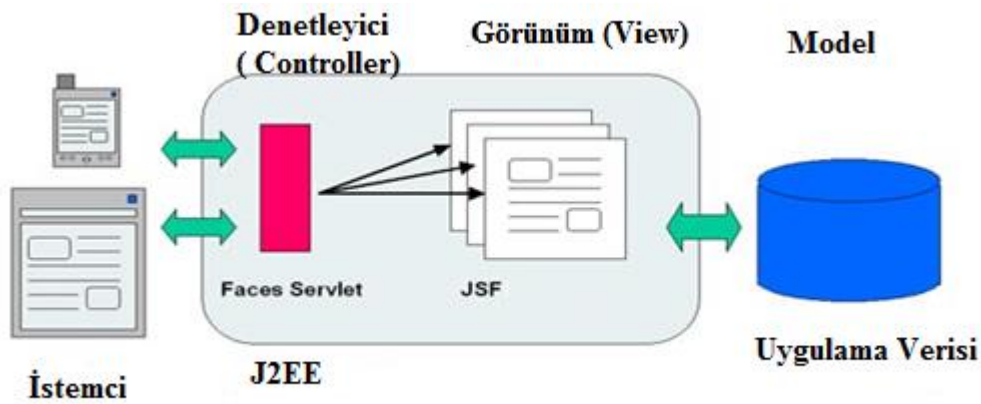 Denetleyici
( Controller)
Görünüm (View)
Model
Faces Servlet
JSF
J2EE
İstemci
Uygulama Verisi